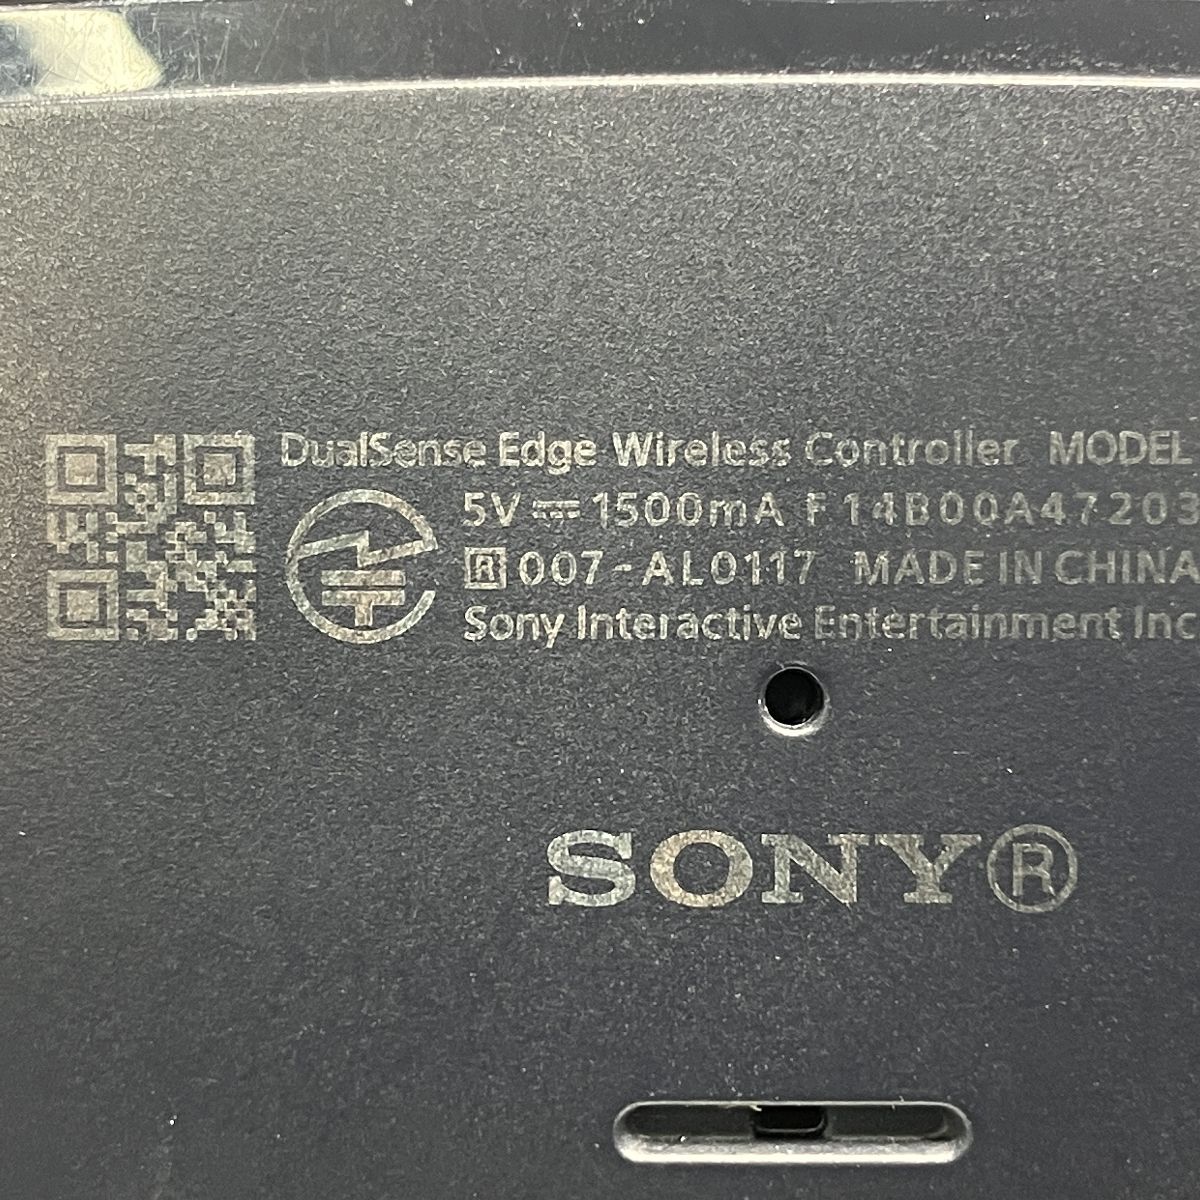 DualSense Edge Wireless Controller MODEL
5V ⎓ 1500mA F14B00A47203
R 007-AL0117 MADE IN CHINA
Sony Interactive Entertainment Inc
SONY®